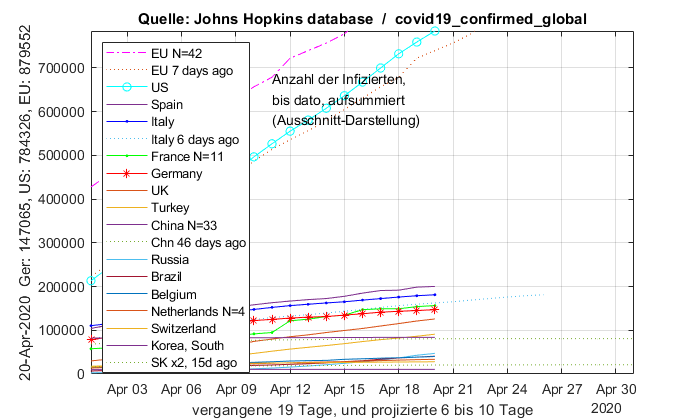 Quelle: Johns Hopkins database / covid19_confirmed_global
20-Apr-2020 Ger: 147065, US: 784326, EU: 879552
700000
600000
500000
400000
300000
200000
100000
0
EU N=42
EU 7 days ago
US
Spain
Italy
Italy 6 days ago
France N=11
Germany
UK
Turkey
China N=33
Chn 46 days ago
Russia
Brazil
Belgium
Netherlands N=4
Switzerland
Korea, South
SK x2, 15d ago
Anzahl der Infizierten,
bis dato, aufsummiert
(Ausschnitt-Darstellung)
Apr 03 Apr 06 Apr 09 Apr 12 Apr 15 Apr 18 Apr 21 Apr 24 Apr 27 Apr 30
2020
vergangene 19 Tage, und projizierte 6 bis 10 Tage